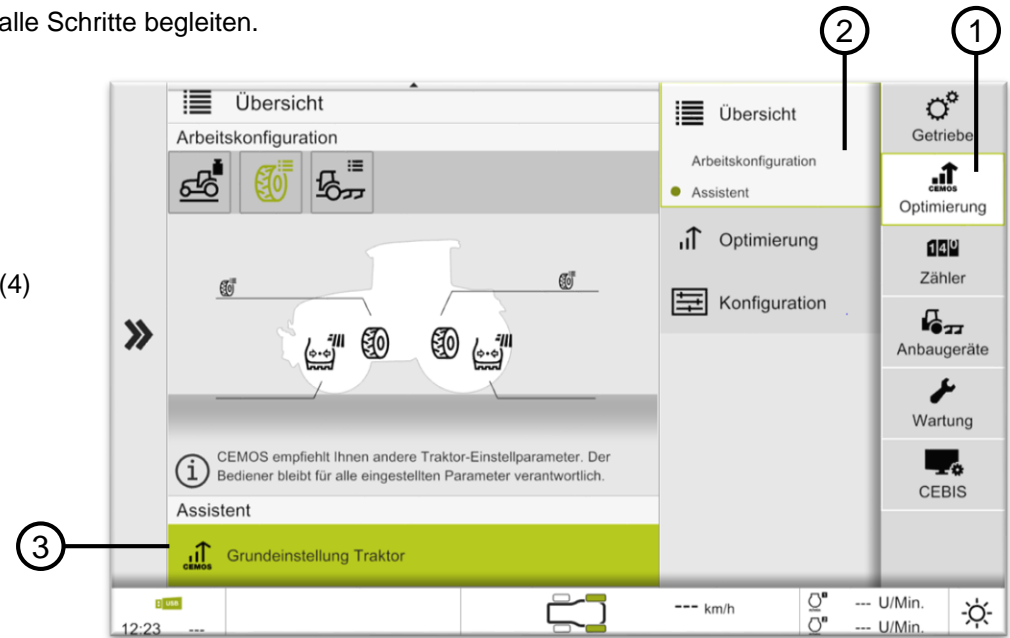 alle Schritte begleiten.
2
1
(4)
3
Übersicht
Arbeitskonfiguration
CEMOS empfiehlt Ihnen andere Traktor-Einstellparameter. Der
Bediener bleibt für alle eingestellten Parameter verantwortlich.
Assistent
CEMOS
Grundeinstellung Traktor
Übersicht
Arbeitskonfiguration
Assistent
Optimierung
Konfiguration
Getriebe
CEMOS
Optimierung
140
Zähler
Anbaugeräte
Wartung
CEBIS
USB
12:23 ---
--- km/h
--- U/Min.
--- U/Min.